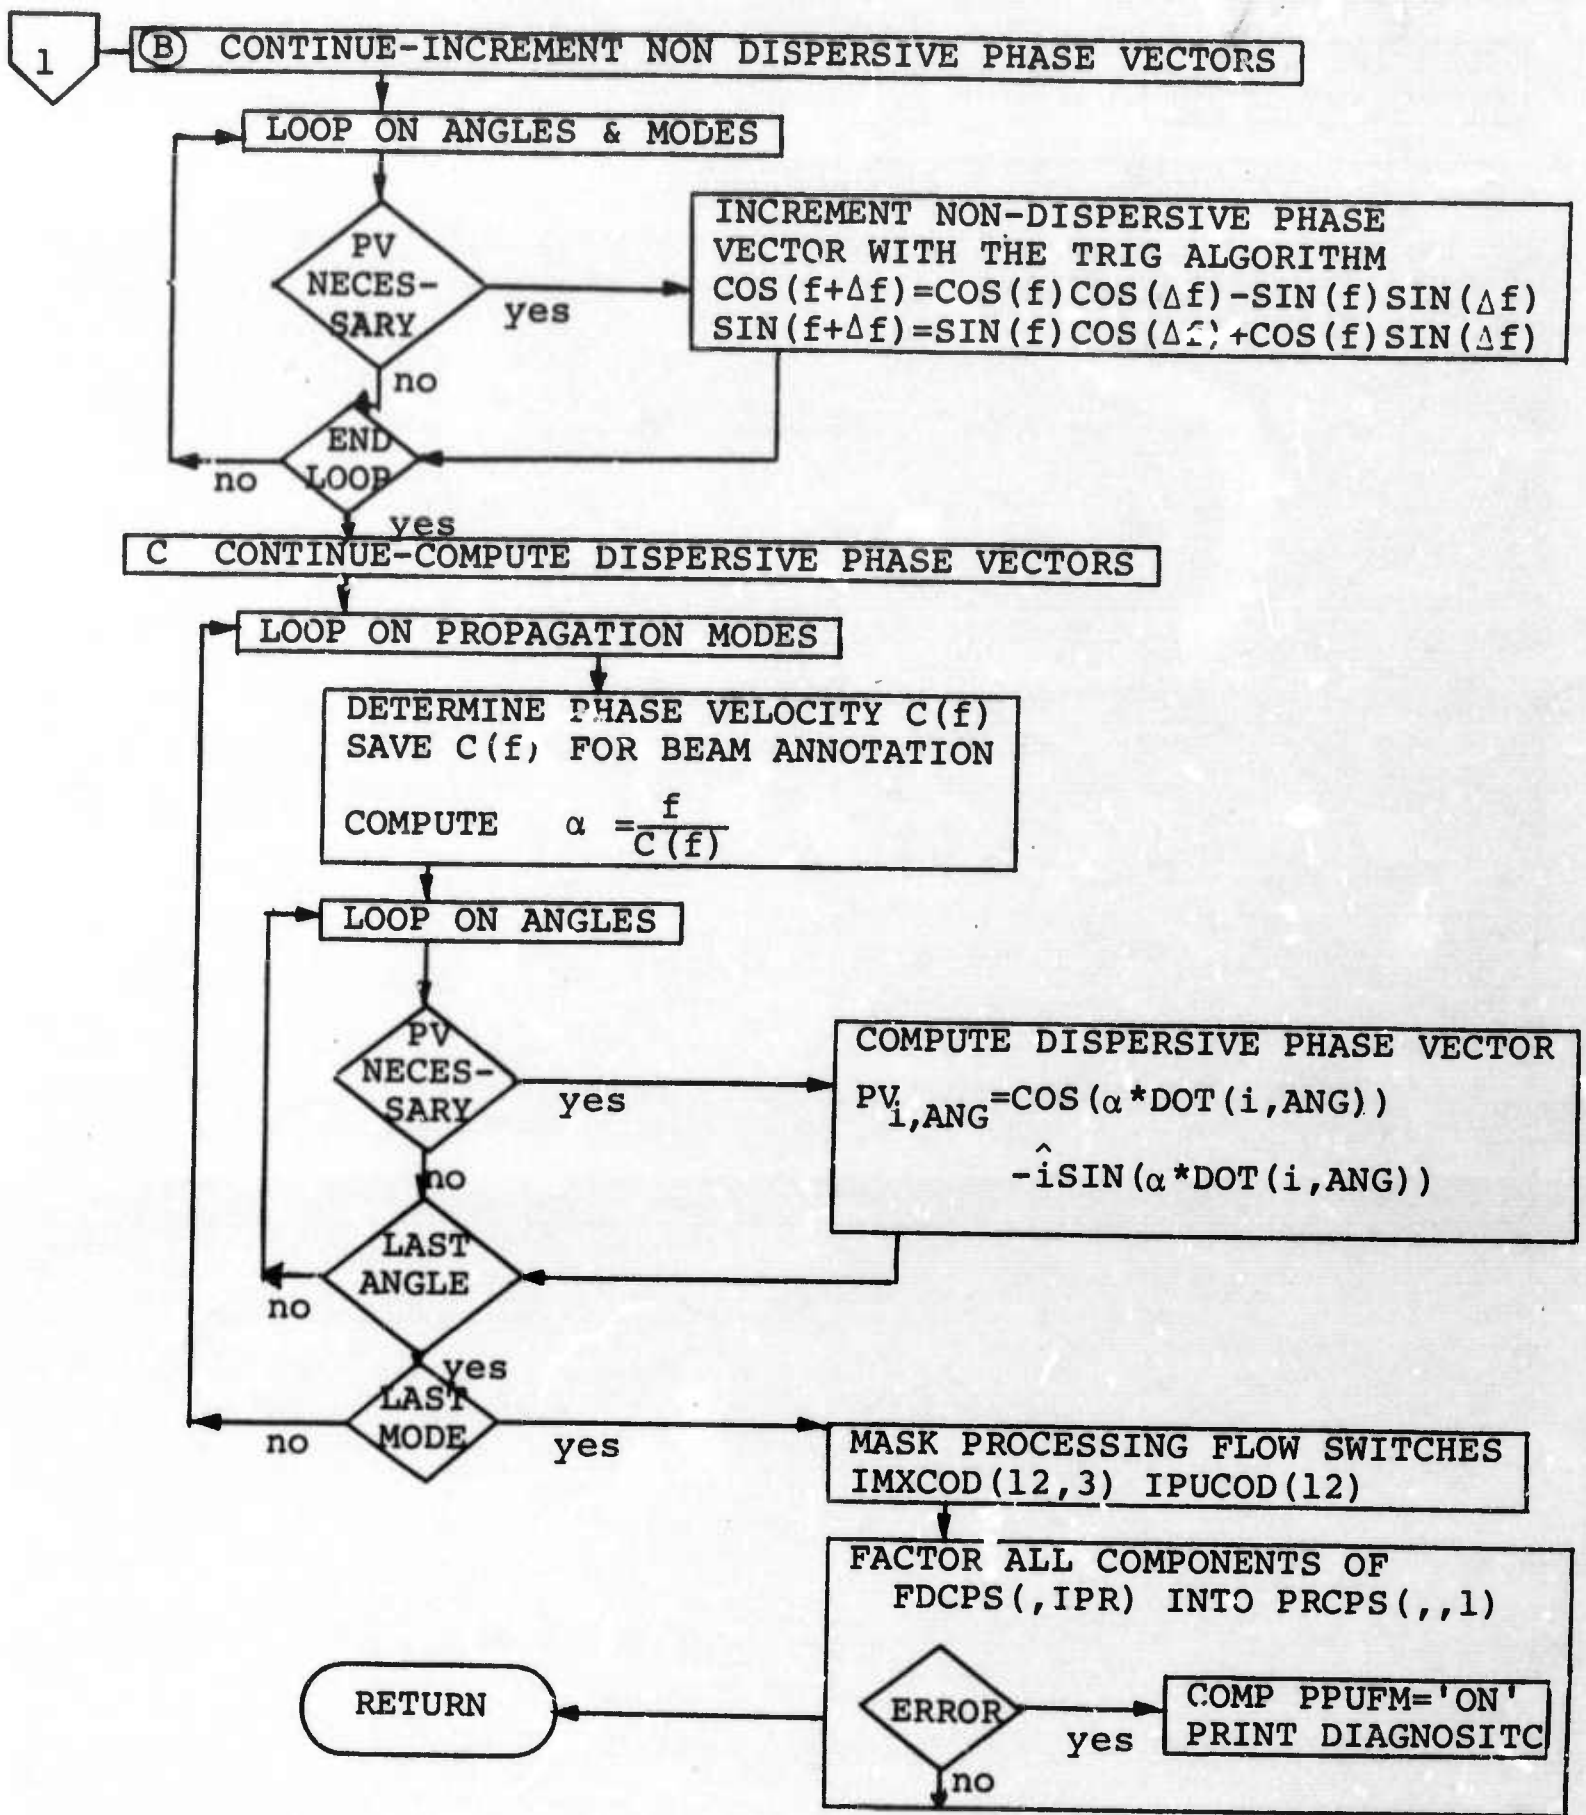 1
B CONTINUE-INCREMENT NON DISPERSIVE PHASE VECTORS
LOOP ON ANGLES & MODES
PV
NECES-
SARY
yes
INCREMENT NON-DISPERSIVE PHASE
VECTOR WITH THE TRIG ALGORITHM
COS(f+Δf)=COS(f)COS(Δf)-SIN(f)SIN(Δf)
SIN(f+Δf)=SIN(f)COS(Δf)+COS(f)SIN(Δf)
no
END
LOOP
no
yes
C CONTINUE-COMPUTE DISPERSIVE PHASE VECTORS
LOOP ON PROPAGATION MODES
DETERMINE PHASE VELOCITY C(f)
SAVE C(f) FOR BEAM ANNOTATION
COMPUTE α = f
C(f)
LOOP ON ANGLES
PV
NECES-
SARY
yes
COMPUTE DISPERSIVE PHASE VECTOR
PVi,ANG=COS(α*DOT(i,ANG))
-îSIN(α*DOT(i,ANG))
no
LAST
ANGLE
no
yes
LAST
MODE
no
yes
MASK PROCESSING FLOW SWITCHES
IMXCOD(12,3) IPUCOD(12)
FACTOR ALL COMPONENTS OF
FDCPS(,IPR) INTO PRCPS(,,1)
ERROR
yes
COMP PPUFM='ON'
PRINT DIAGNOSITC
no
RETURN